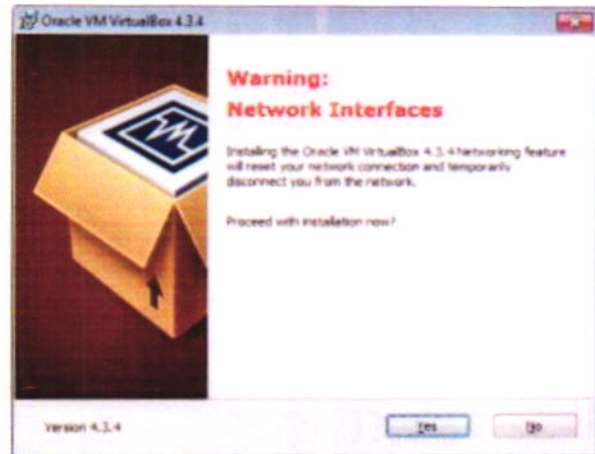 Oracle VM VirtualBox 4.3.4
Warning:
Network Interfaces
Installing the Oracle VM VirtualBox 4.3.4 Networking feature
will reset your network connection and temporarily
disconnect you from the network.
Proceed with installation now?
Version 4.3.4
Yes
No